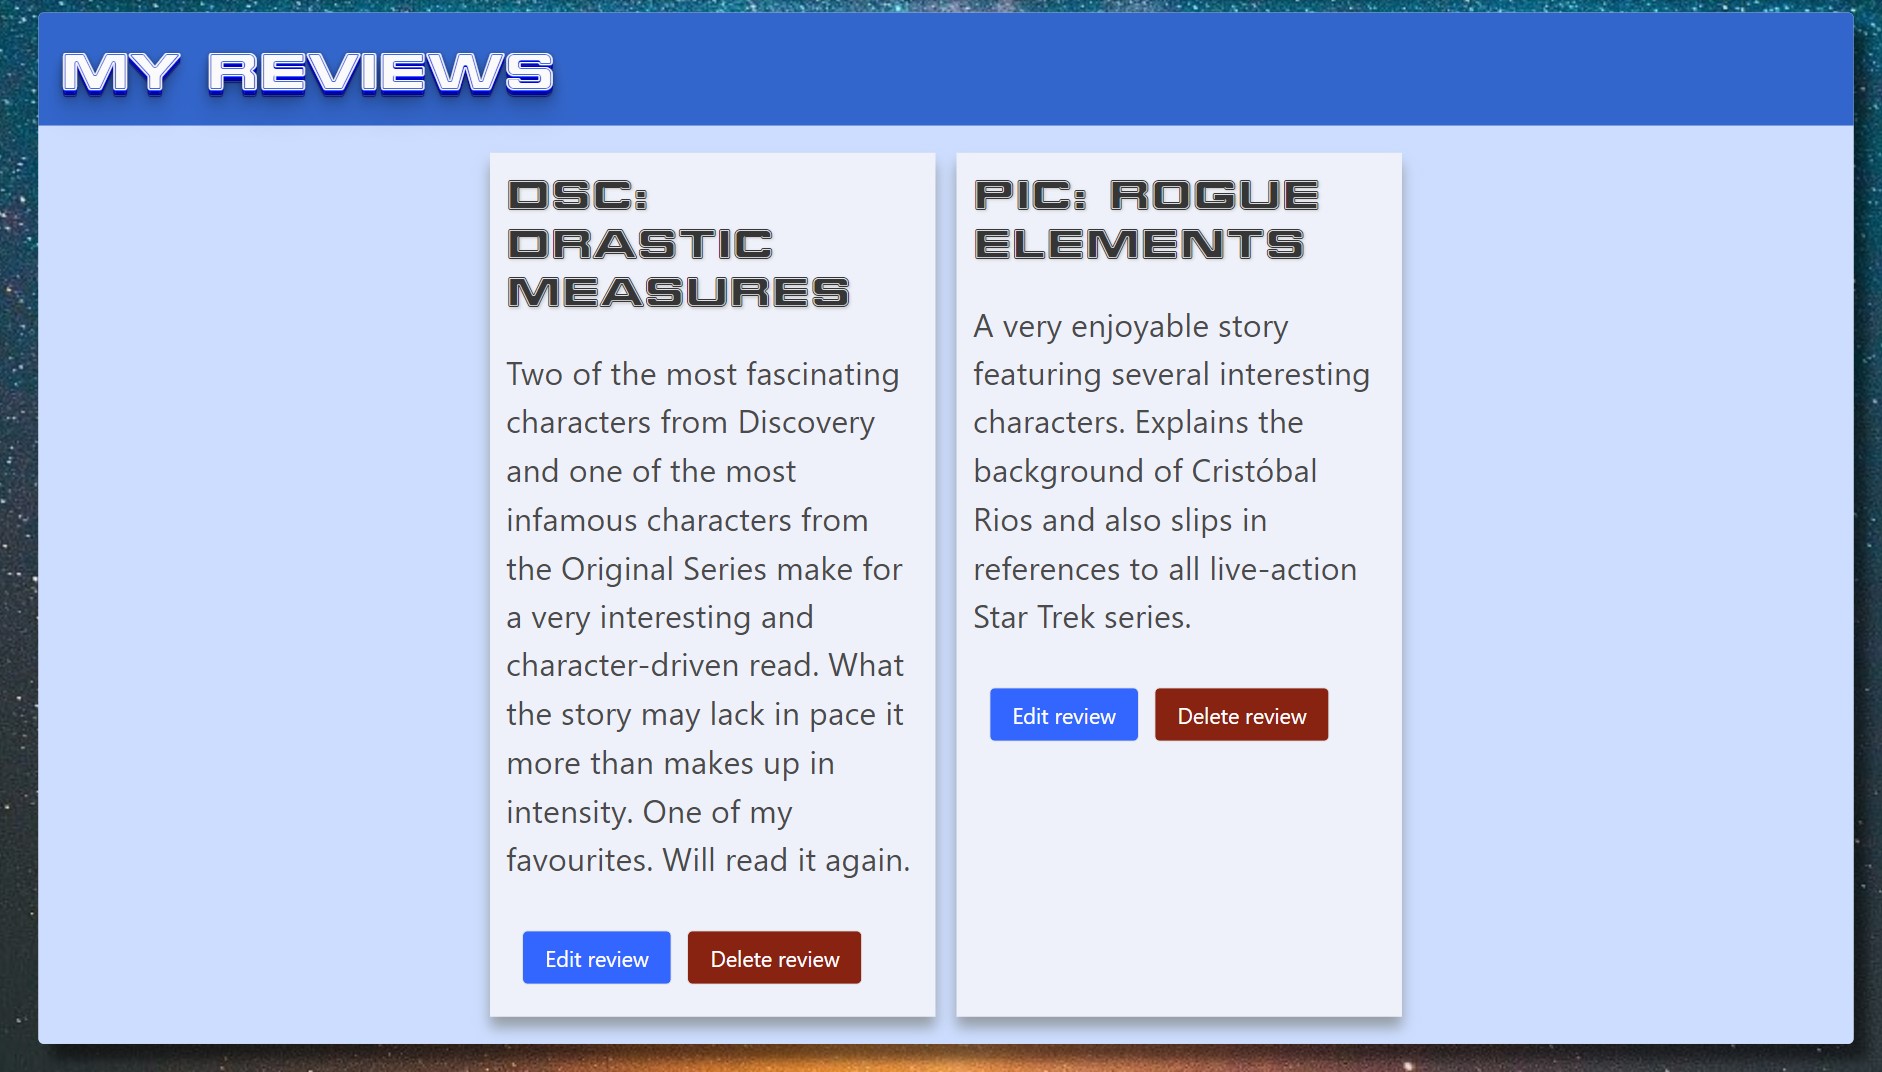 MY REVIEWS
DSC:
DRASTIC
MEASURES
Two of the most fascinating
characters from Discovery
and one of the most
infamous characters from
the Original Series make for
a very interesting and
character-driven read. What
the story may lack in pace it
more than makes up in
intensity. One of my
favourites. Will read it again.
Edit review
Delete review
PIC: ROGUE
ELEMENTS
A very enjoyable story
featuring several interesting
characters. Explains the
background of Cristóbal
Rios and also slips in
references to all live-action
Star Trek series.
Edit review
Delete review